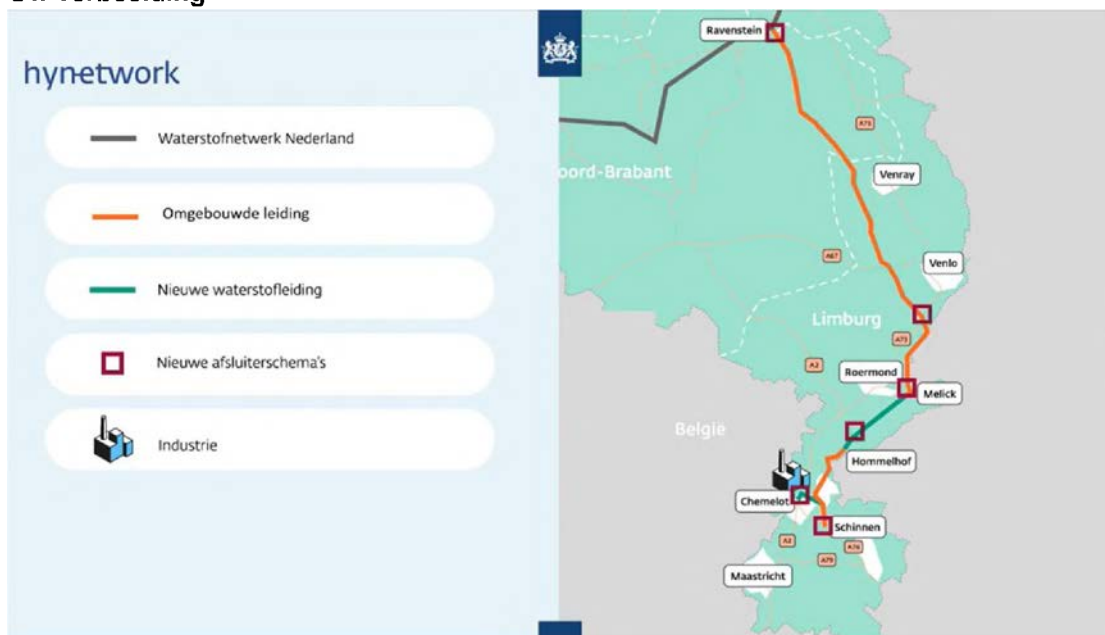 hynetwork
Waterstofnetwerk Nederland
Omgebouwde leiding
Nieuwe waterstofleiding
Nieuwe afsluiterschema's
Industrie
Ravenstein
A73
oord-Brabant
Venray
A67
Venlo
Limburg
A73
A2
Roermond
Melick
België
Hommelhof
Chemelot
Schinnen
A2
A76
A79
Maastricht